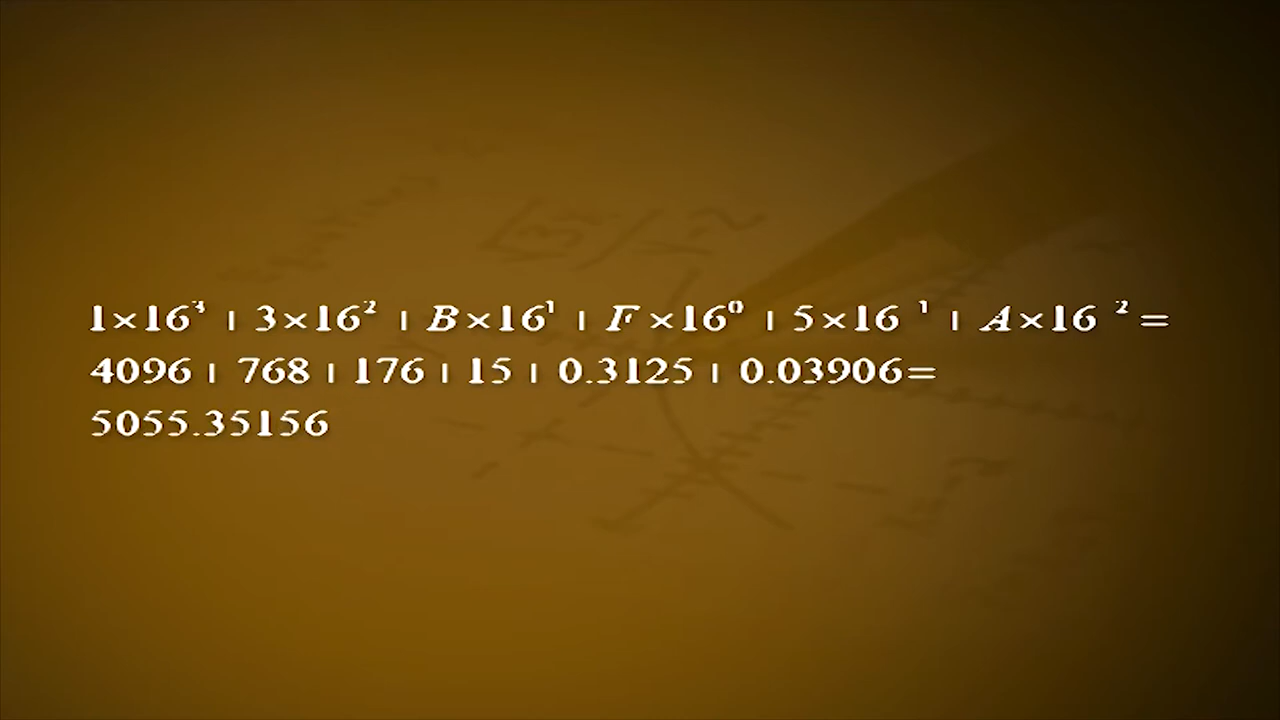 1×16³ + 3×16² + B×16¹ + F×16⁰ + 5×16⁻¹ + A×16⁻² =
4096 + 768 + 176 + 15 + 0.3125 + 0.03906=
5055.35156